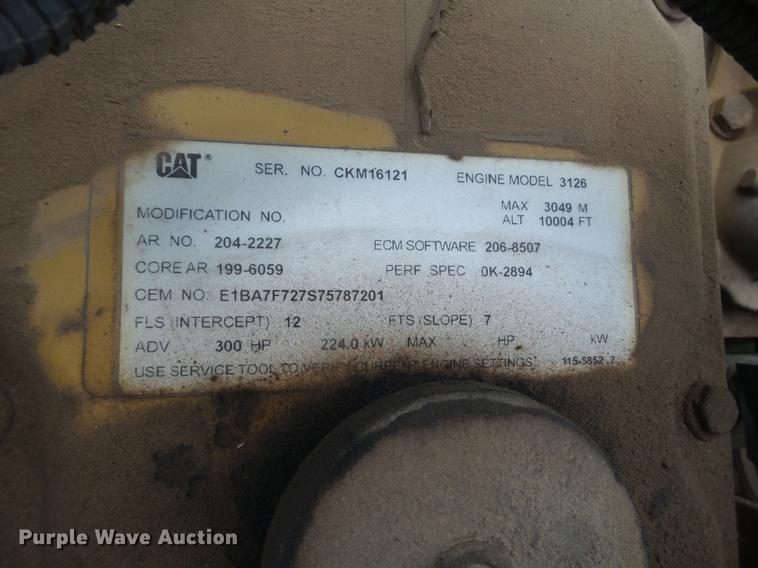 CAT® SER. NO. CKM16121 ENGINE MODEL 3126
MODIFICATION NO. MAX 3049 M
ALT 10004 FT
AR NO. 204-2227 ECM SOFTWARE 206-8507
CORE AR 199-6059 PERF SPEC 0K-2894
OEM NO. E1BA7F727S75787201
FLS (INTERCEPT) 12 FTS (SLOPE) 7
ADV 300 HP 224.0 kW MAX HP kW
USE SERVICE TOOL TO VERIFY CURRENT ENGINE SETTINGS. 115-5852 2
Purple Wave Auction